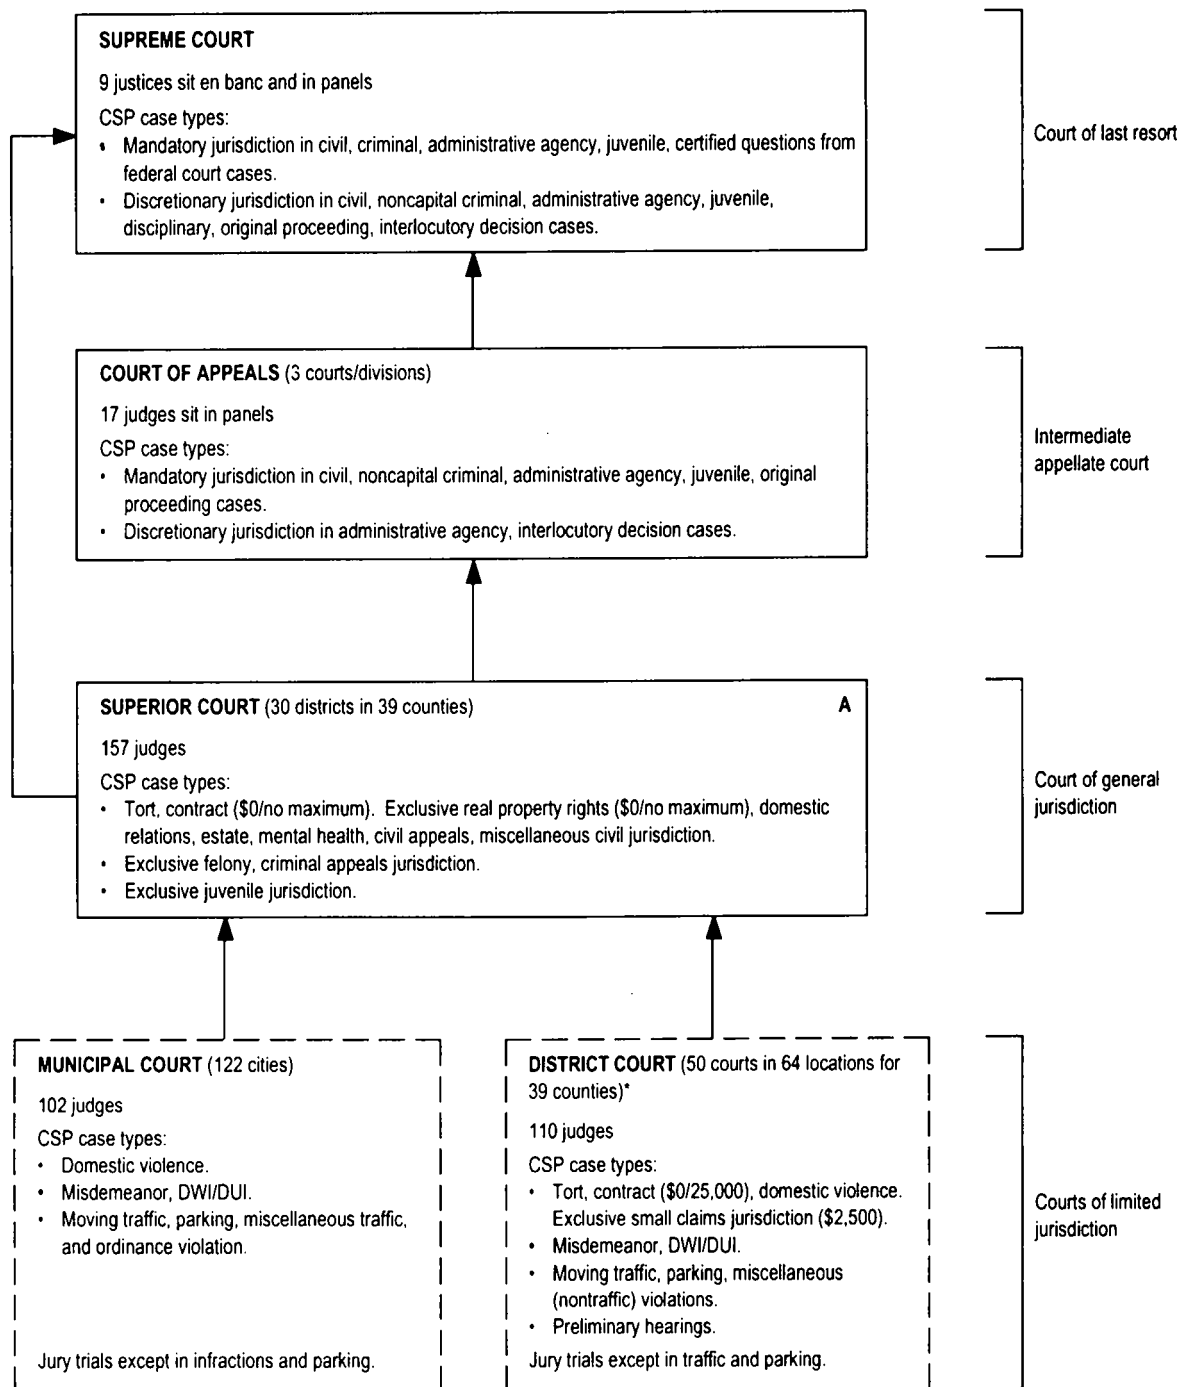 SUPREME COURT
9 justices sit en banc and in panels
CSP case types:
• Mandatory jurisdiction in civil, criminal, administrative agency, juvenile, certified questions from
federal court cases.
• Discretionary jurisdiction in civil, noncapital criminal, administrative agency, juvenile,
disciplinary, original proceeding, interlocutory decision cases.
Court of last resort
COURT OF APPEALS (3 courts/divisions)
17 judges sit in panels
CSP case types:
• Mandatory jurisdiction in civil, noncapital criminal, administrative agency, juvenile, original
proceeding cases.
• Discretionary jurisdiction in administrative agency, interlocutory decision cases.
Intermediate
appellate court
SUPERIOR COURT (30 districts in 39 counties) A
157 judges
CSP case types:
• Tort, contract ($0/no maximum). Exclusive real property rights ($0/no maximum), domestic
relations, estate, mental health, civil appeals, miscellaneous civil jurisdiction.
• Exclusive felony, criminal appeals jurisdiction.
• Exclusive juvenile jurisdiction.
Court of general
jurisdiction
MUNICIPAL COURT (122 cities)
102 judges
CSP case types:
• Domestic violence.
• Misdemeanor, DWI/DUI.
• Moving traffic, parking, miscellaneous traffic,
and ordinance violation.
Jury trials except in infractions and parking.
DISTRICT COURT (50 courts in 64 locations for
39 counties)*
110 judges
CSP case types:
• Tort, contract ($0/25,000), domestic violence.
Exclusive small claims jurisdiction ($2,500).
• Misdemeanor, DWI/DUI.
• Moving traffic, parking, miscellaneous
(nontraffic) violations.
• Preliminary hearings.
Jury trials except in traffic and parking.
Courts of limited
jurisdiction